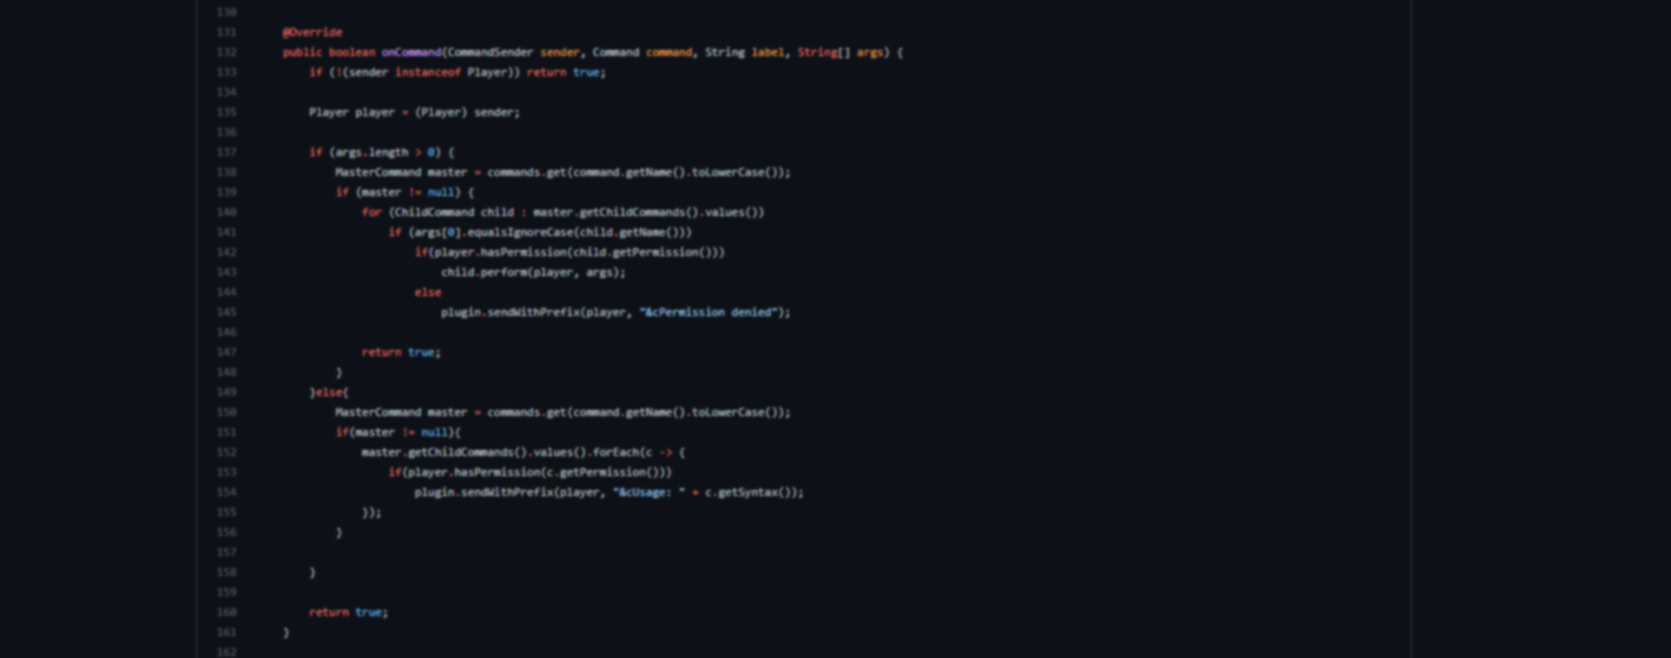 130
131 @Override
132 public boolean onCommand(CommandSender sender, Command command, String label, String[] args) {
133 if (!(sender instanceof Player)) return true;
134
135 Player player = (Player) sender;
136
137 if (args.length > 0) {
138 MasterCommand master = commands.get(command.getName().toLowerCase());
139 if (master != null) {
140 for (ChildCommand child : master.getChildCommands().values())
141 if (args[0].equalsIgnoreCase(child.getName()))
142 if(player.hasPermission(child.getPermission()))
143 child.perform(player, args);
144 else
145 plugin.sendWithPrefix(player, "&cPermission denied");
146
147 return true;
148 }
149 }else{
150 MasterCommand master = commands.get(command.getName().toLowerCase());
151 if(master != null){
152 master.getChildCommands().values().forEach(c -> {
153 if(player.hasPermission(c.getPermission()))
154 plugin.sendWithPrefix(player, "&cUsage: " + c.getSyntax());
155 });
156 }
157
158 }
159
160 return true;
161 }
162